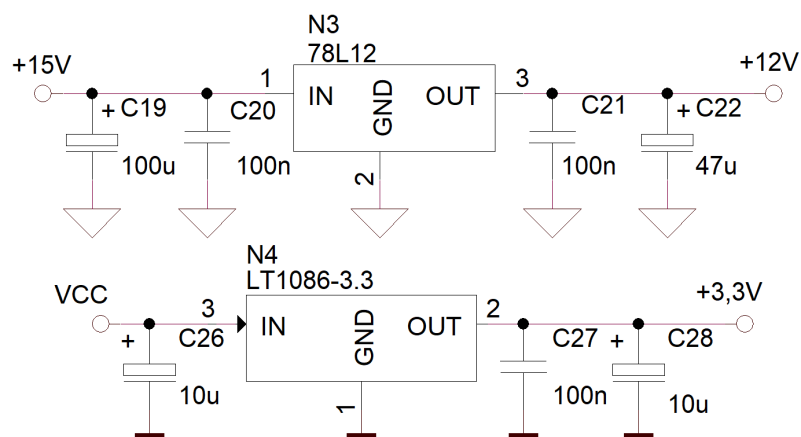 N3
78L12
+15V
1
IN
GND
OUT
3
+12V
+
C19
C20
C21
+
C22
100u
100n
2
100n
47u
N4
LT1086-3.3
VCC
3
IN
GND
OUT
2
+3,3V
+
C26
C27
+
C28
10u
1
100n
10u